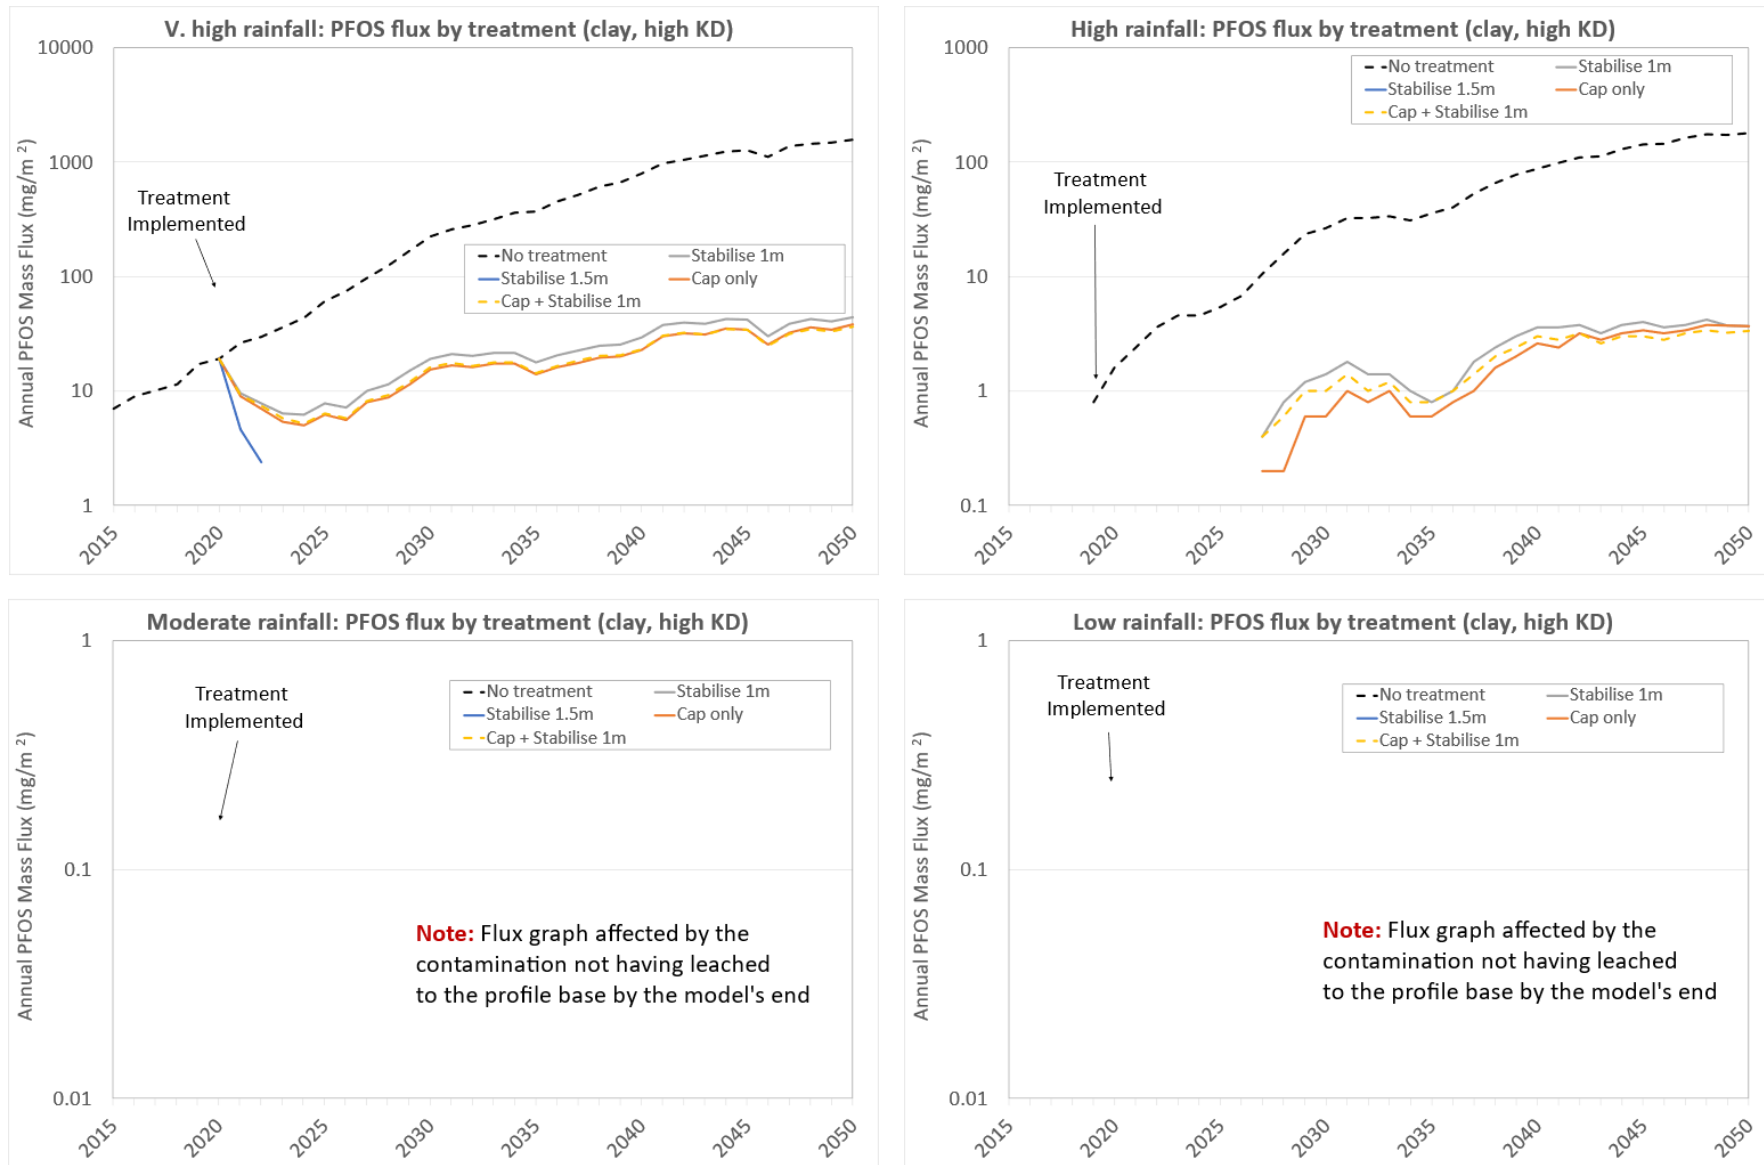 V. high rainfall: PFOS flux by treatment (clay, high KD)
Annual PFOS Mass Flux (mg/m ²)
10000
1000
100
10
1
Treatment
Implemented
No treatment
Stabilise 1m
Stabilise 1.5m
Cap only
Cap + Stabilise 1m
2015
2020
2025
2030
2035
2040
2045
2050
High rainfall: PFOS flux by treatment (clay, high KD)
Annual PFOS Mass Flux (mg/m ²)
1000
100
10
1
0.1
Treatment
Implemented
No treatment
Stabilise 1m
Stabilise 1.5m
Cap only
Cap + Stabilise 1m
2015
2020
2025
2030
2035
2040
2045
2050
Moderate rainfall: PFOS flux by treatment (clay, high KD)
Annual PFOS Mass Flux (mg/m ²)
1
0.1
0.01
Treatment
Implemented
No treatment
Stabilise 1m
Stabilise 1.5m
Cap only
Cap + Stabilise 1m
Note: Flux graph affected by the
contamination not having leached
to the profile base by the model's end
2015
2020
2025
2030
2035
2040
2045
2050
Low rainfall: PFOS flux by treatment (clay, high KD)
Annual PFOS Mass Flux (mg/m ²)
1
0.1
0.01
Treatment
Implemented
No treatment
Stabilise 1m
Stabilise 1.5m
Cap only
Cap + Stabilise 1m
Note: Flux graph affected by the
contamination not having leached
to the profile base by the model's end
2015
2020
2025
2030
2035
2040
2045
2050